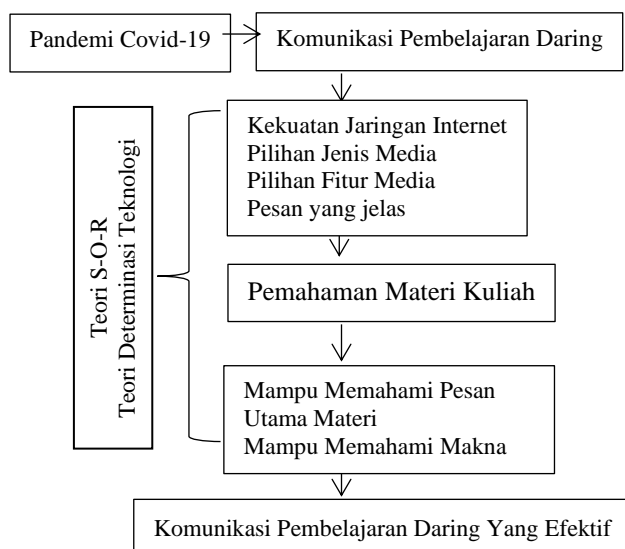 Pandemi Covid-19
Komunikasi Pembelajaran Daring
Teori S-O-R
Teori Determinasi Teknologi
Kekuatan Jaringan Internet
Pilihan Jenis Media
Pilihan Fitur Media
Pesan yang jelas
Pemahaman Materi Kuliah
Mampu Memahami Pesan
Utama Materi
Mampu Memahami Makna
Komunikasi Pembelajaran Daring Yang Efektif